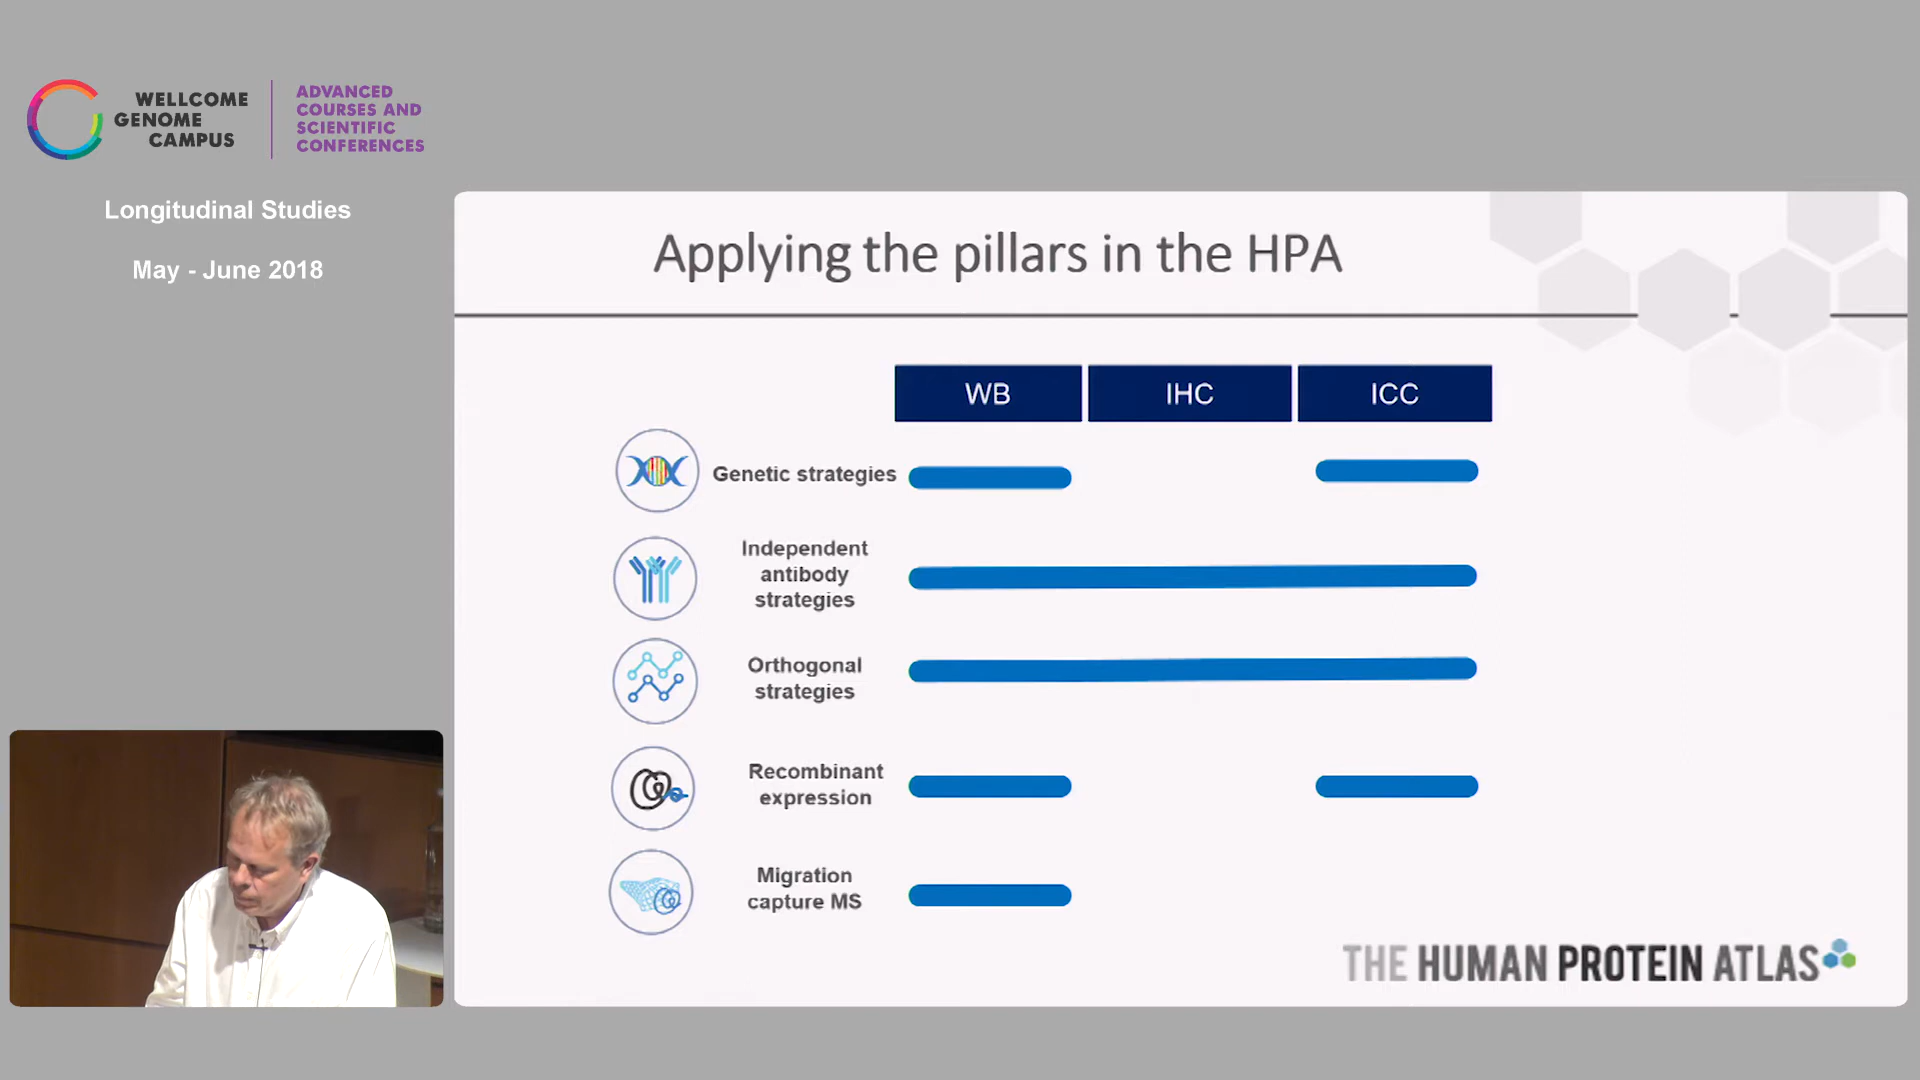 WELLCOME
GENOME
CAMPUS
ADVANCED
COURSES AND
SCIENTIFIC
CONFERENCES
Longitudinal Studies
May - June 2018
Applying the pillars in the HPA
WB
IHC
ICC
Genetic strategies
Independent
antibody
strategies
Orthogonal
strategies
Recombinant
expression
Migration
capture MS
THE HUMAN PROTEIN ATLAS